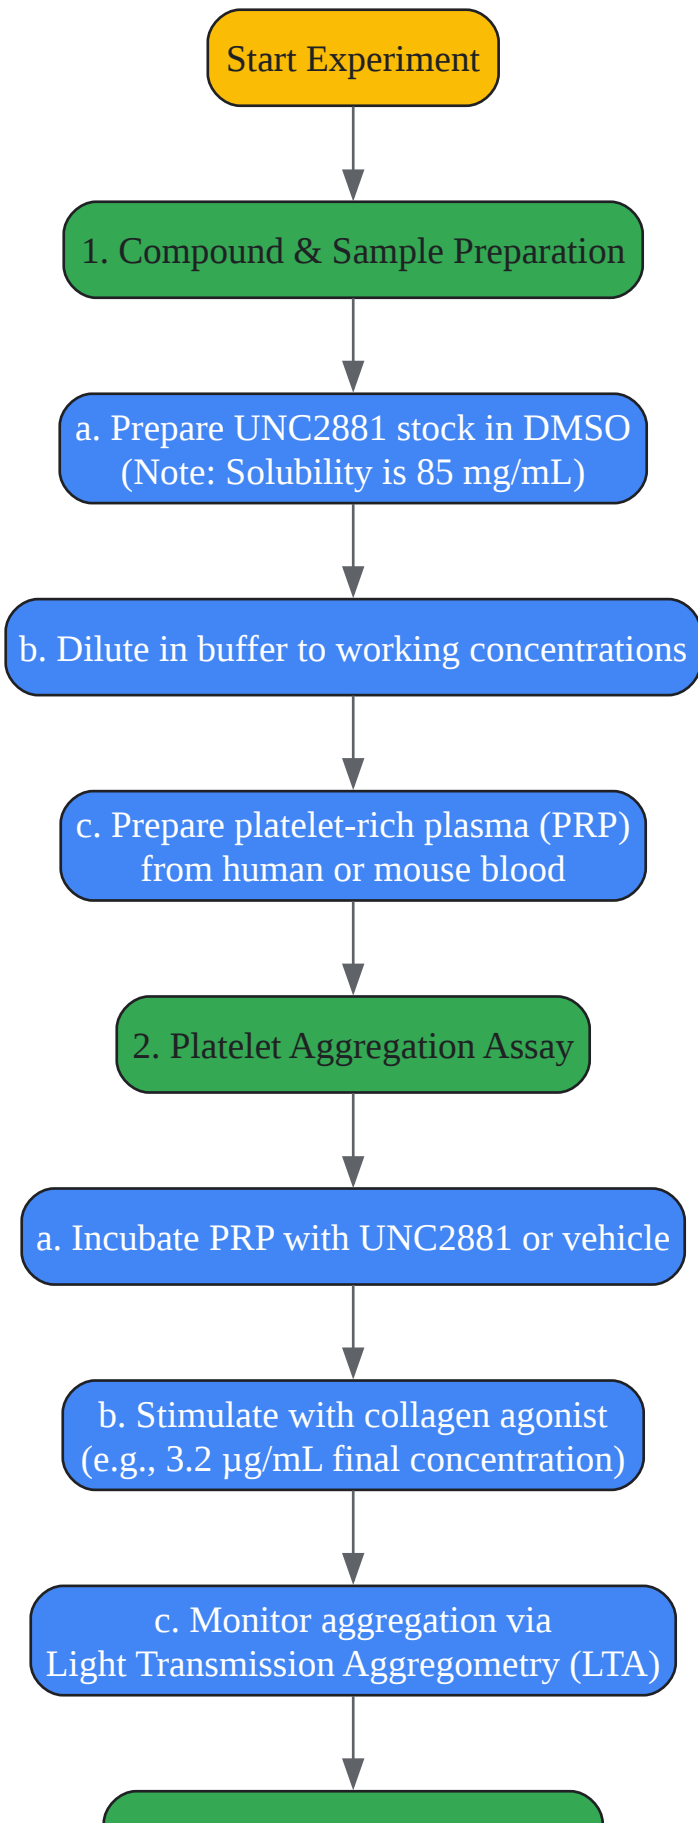 Start Experiment
1. Compound & Sample Preparation
a. Prepare UNC2881 stock in DMSO
(Note: Solubility is 85 mg/mL)
b. Dilute in buffer to working concentrations
c. Prepare platelet-rich plasma (PRP)
from human or mouse blood
2. Platelet Aggregation Assay
a. Incubate PRP with UNC2881 or vehicle
b. Stimulate with collagen agonist
(e.g., 3.2 µg/mL final concentration)
c. Monitor aggregation via
Light Transmission Aggregometry (LTA)